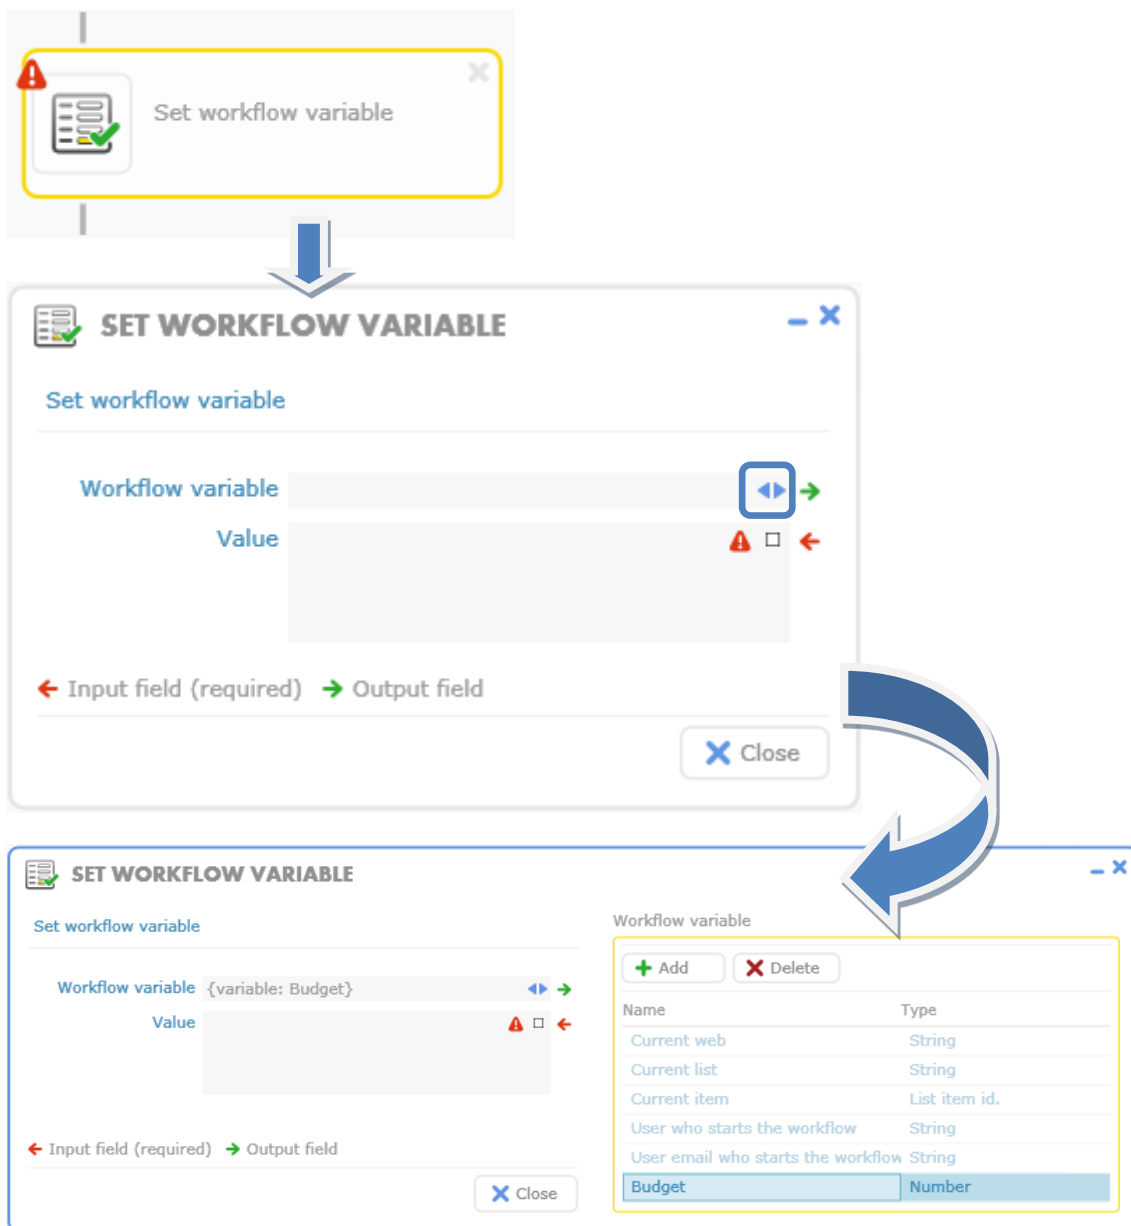 Set workflow variable
SET WORKFLOW VARIABLE
Set workflow variable
Workflow variable
Value
Input field (required) Output field
Close
SET WORKFLOW VARIABLE
Set workflow variable
Workflow variable {variable: Budget}
Value
Input field (required) Output field
Close
Workflow variable
Add Delete
Name Type
Current web String
Current list String
Current item List item id.
User who starts the workflow String
User email who starts the workflow String
Budget Number